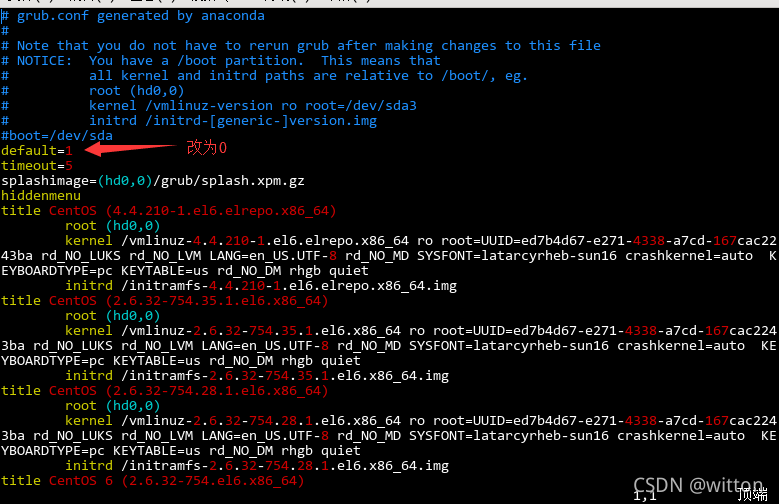 # grub.conf generated by anaconda
#
# Note that you do not have to rerun grub after making changes to this file
# NOTICE:  You have a /boot partition.  This means that
#          all kernel and initrd paths are relative to /boot/, eg.
#          root (hd0,0)
#          kernel /vmlinuz-version ro root=/dev/sda3
#          initrd /initrd-[generic-]version.img
#boot=/dev/sda
default=1 改为0
timeout=5
splashimage=(hd0,0)/grub/splash.xpm.gz
hiddenmenu
title CentOS (4.4.210-1.el6.elrepo.x86_64)
        root (hd0,0)
        kernel /vmlinuz-4.4.210-1.el6.elrepo.x86_64 ro root=UUID=ed7b4d67-e271-4338-a7cd-167cac22
43ba rd_NO_LUKS rd_NO_LVM LANG=en_US.UTF-8 rd_NO_MD SYSFONT=latarcyrheb-sun16 crashkernel=auto  K
EYBOARDTYPE=pc KEYTABLE=us rd_NO_DM rhgb quiet
        initrd /initramfs-4.4.210-1.el6.elrepo.x86_64.img
title CentOS (2.6.32-754.35.1.el6.x86_64)
        root (hd0,0)
        kernel /vmlinuz-2.6.32-754.35.1.el6.x86_64 ro root=UUID=ed7b4d67-e271-4338-a7cd-167cac224
3ba rd_NO_LUKS rd_NO_LVM LANG=en_US.UTF-8 rd_NO_MD SYSFONT=latarcyrheb-sun16 crashkernel=auto  KE
YBOARDTYPE=pc KEYTABLE=us rd_NO_DM rhgb quiet
        initrd /initramfs-2.6.32-754.35.1.el6.x86_64.img
title CentOS (2.6.32-754.28.1.el6.x86_64)
        root (hd0,0)
        kernel /vmlinuz-2.6.32-754.28.1.el6.x86_64 ro root=UUID=ed7b4d67-e271-4338-a7cd-167cac224
3ba rd_NO_LUKS rd_NO_LVM LANG=en_US.UTF-8 rd_NO_MD SYSFONT=latarcyrheb-sun16 crashkernel=auto  KE
YBOARDTYPE=pc KEYTABLE=us rd_NO_DM rhgb quiet
        initrd /initramfs-2.6.32-754.28.1.el6.x86_64.img
title CentOS 6 (2.6.32-754.el6.x86_64)
CSDN @witton
1,1 顶端